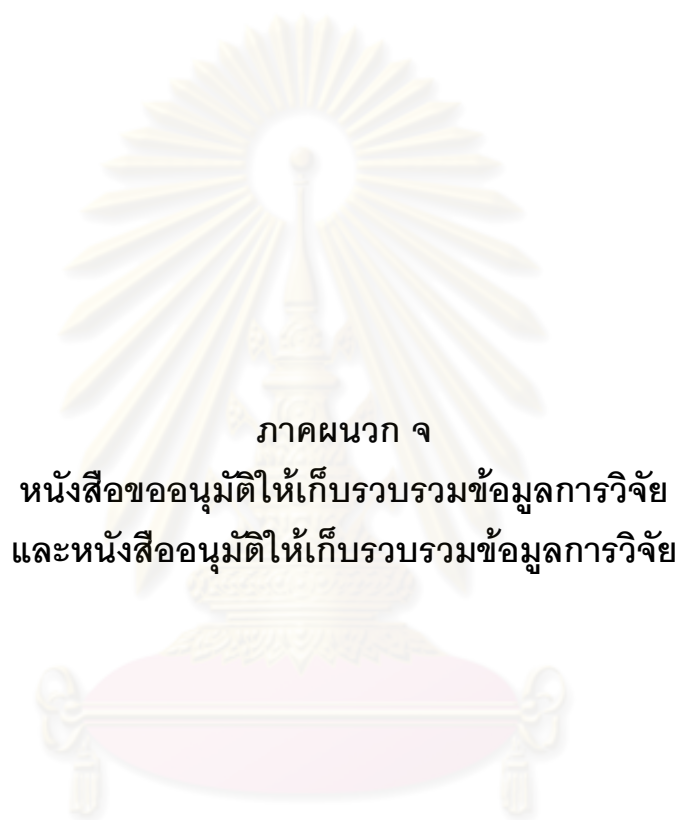 ภาคผนวก จ
หนังสือขออนุมัติให้เก็บรวบรวมข้อมูลการวิจัย
และหนังสืออนุมัติให้เก็บรวบรวมข้อมูลการวิจัย